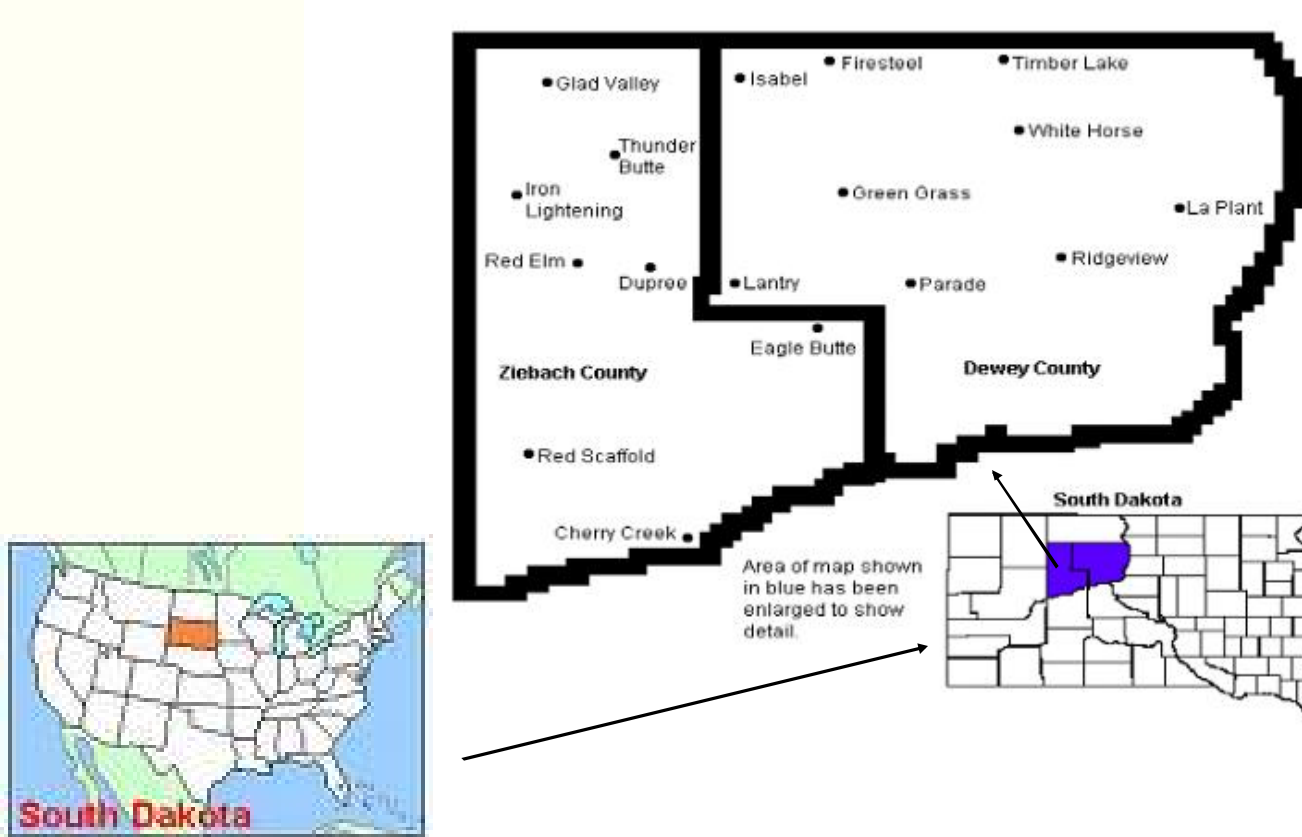 Firesteel
Timber Lake
Isabel
Glad Valley
White Horse
Thunder
Butte
Iron
Lightening
Green Grass
La Plant
Red Elm
Ridgeview
Dupree
Lantry
Parade
Eagle Butte
Ziebach County
Dewey County
Red Scaffold
South Dakota
Cherry Creek
Area of map shown
in blue has been
enlarged to show
detail.
South Dakota